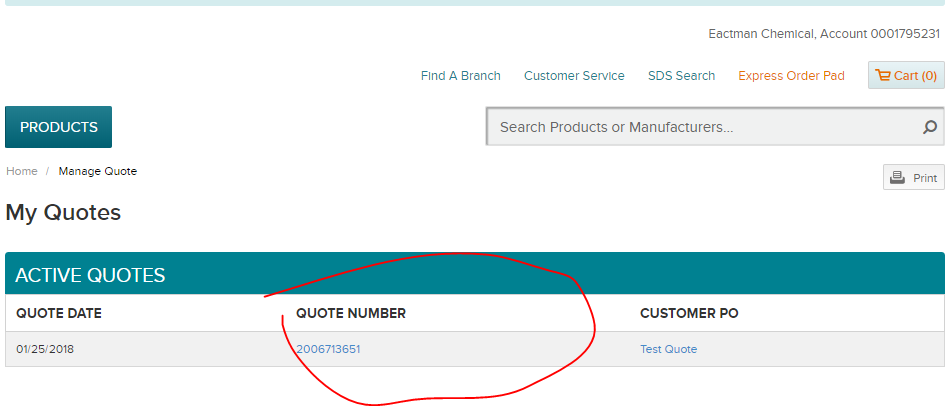 Eactman Chemical, Account 0001795231
Find A Branch Customer Service SDS Search Express Order Pad Cart (0)
PRODUCTS Search Products or Manufacturers...
Home / Manage Quote Print
My Quotes
ACTIVE QUOTES
QUOTE DATE QUOTE NUMBER CUSTOMER PO
01/25/2018 2006713651 Test Quote